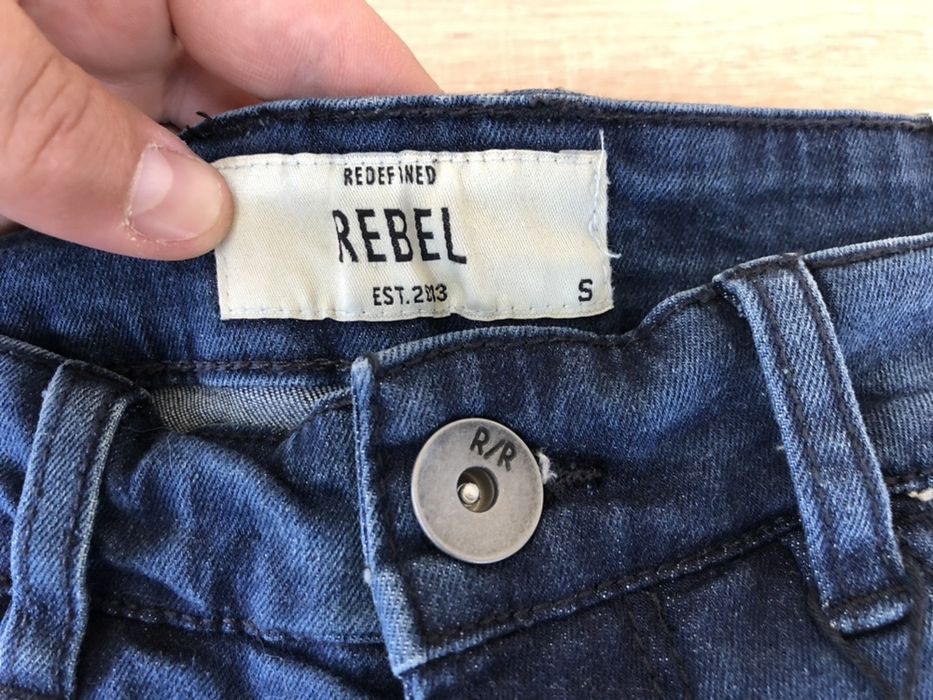 REDEFINED
REBEL
EST. 2013
S
R/R